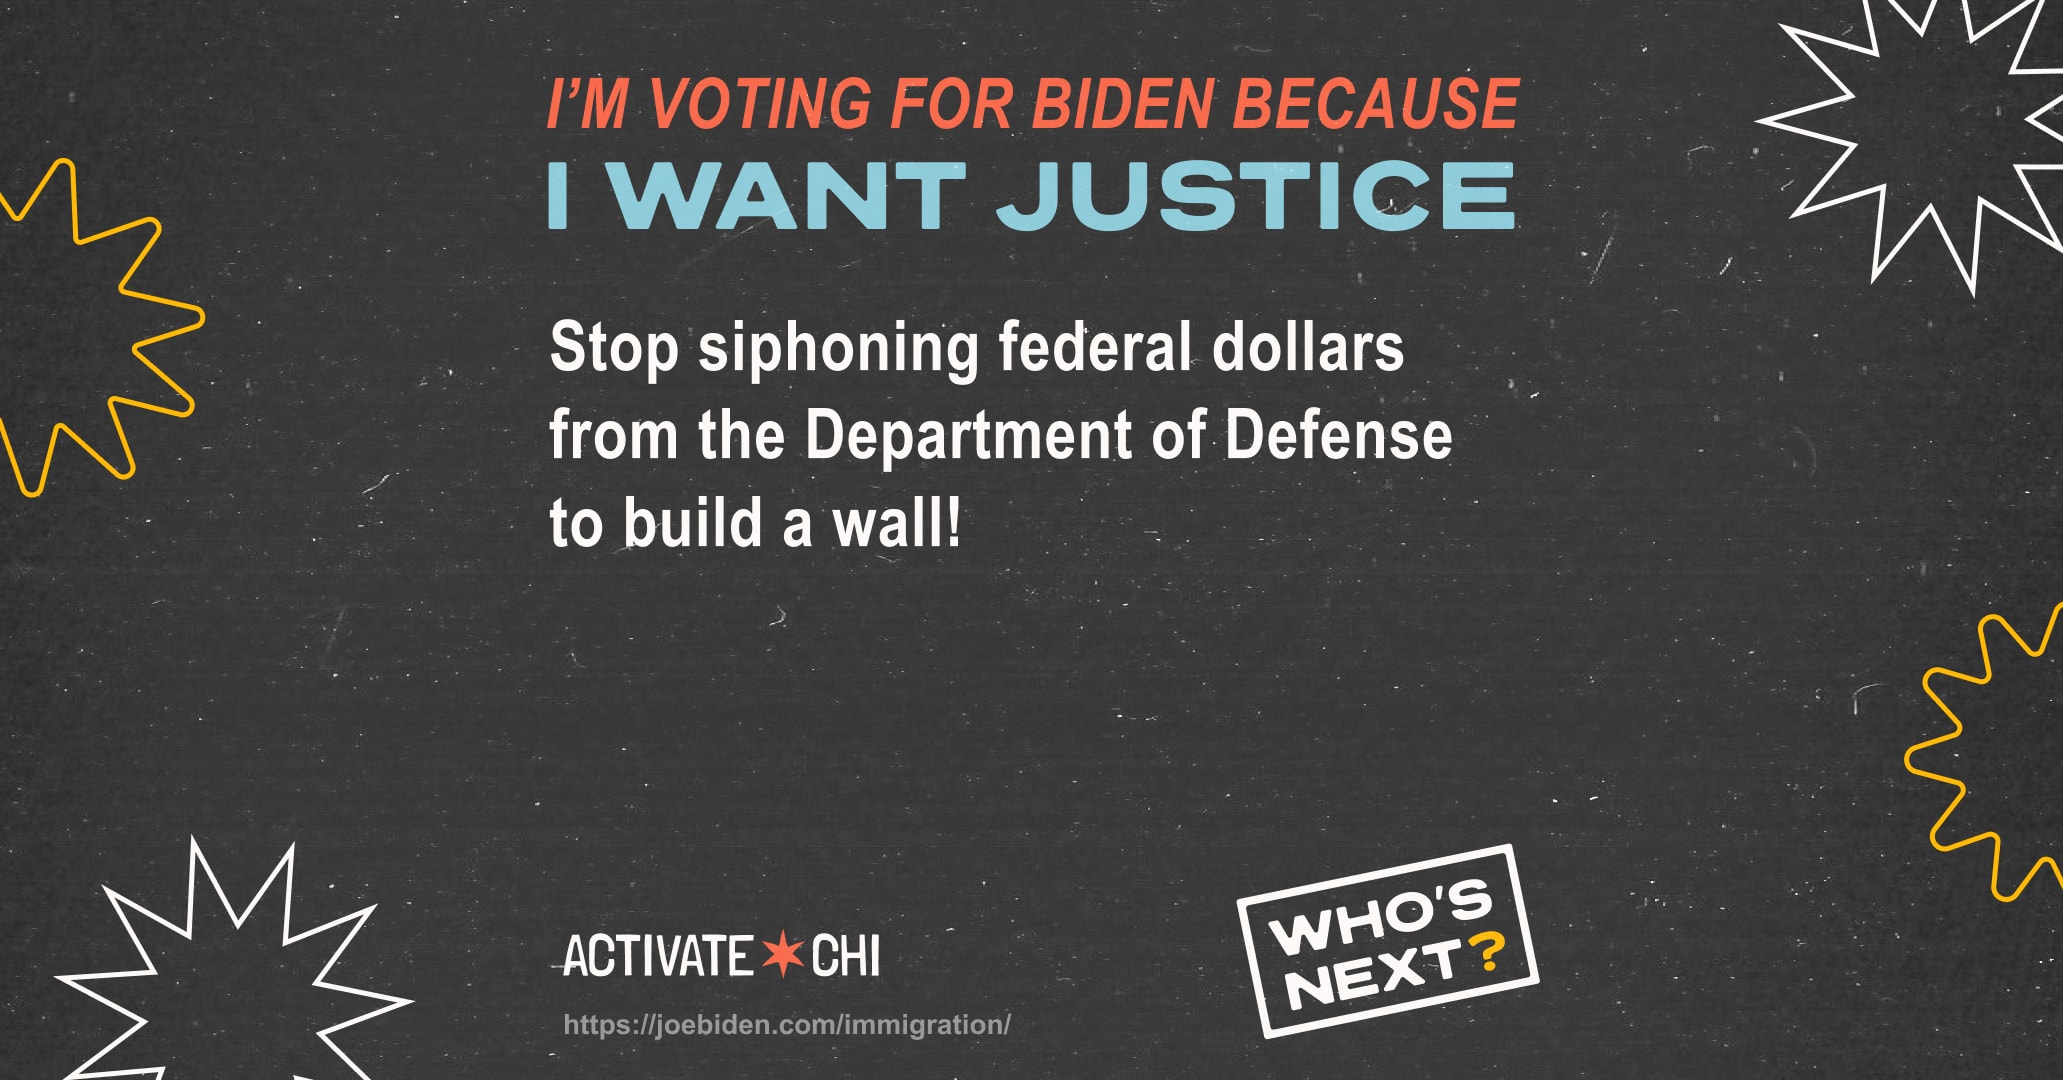 I'M VOTING FOR BIDEN BECAUSE
I WANT JUSTICE
Stop siphoning federal dollars
from the Department of Defense
to build a wall!
ACTIVATE CHI
https://joebiden.com/immigration/
WHO'S
NEXT?